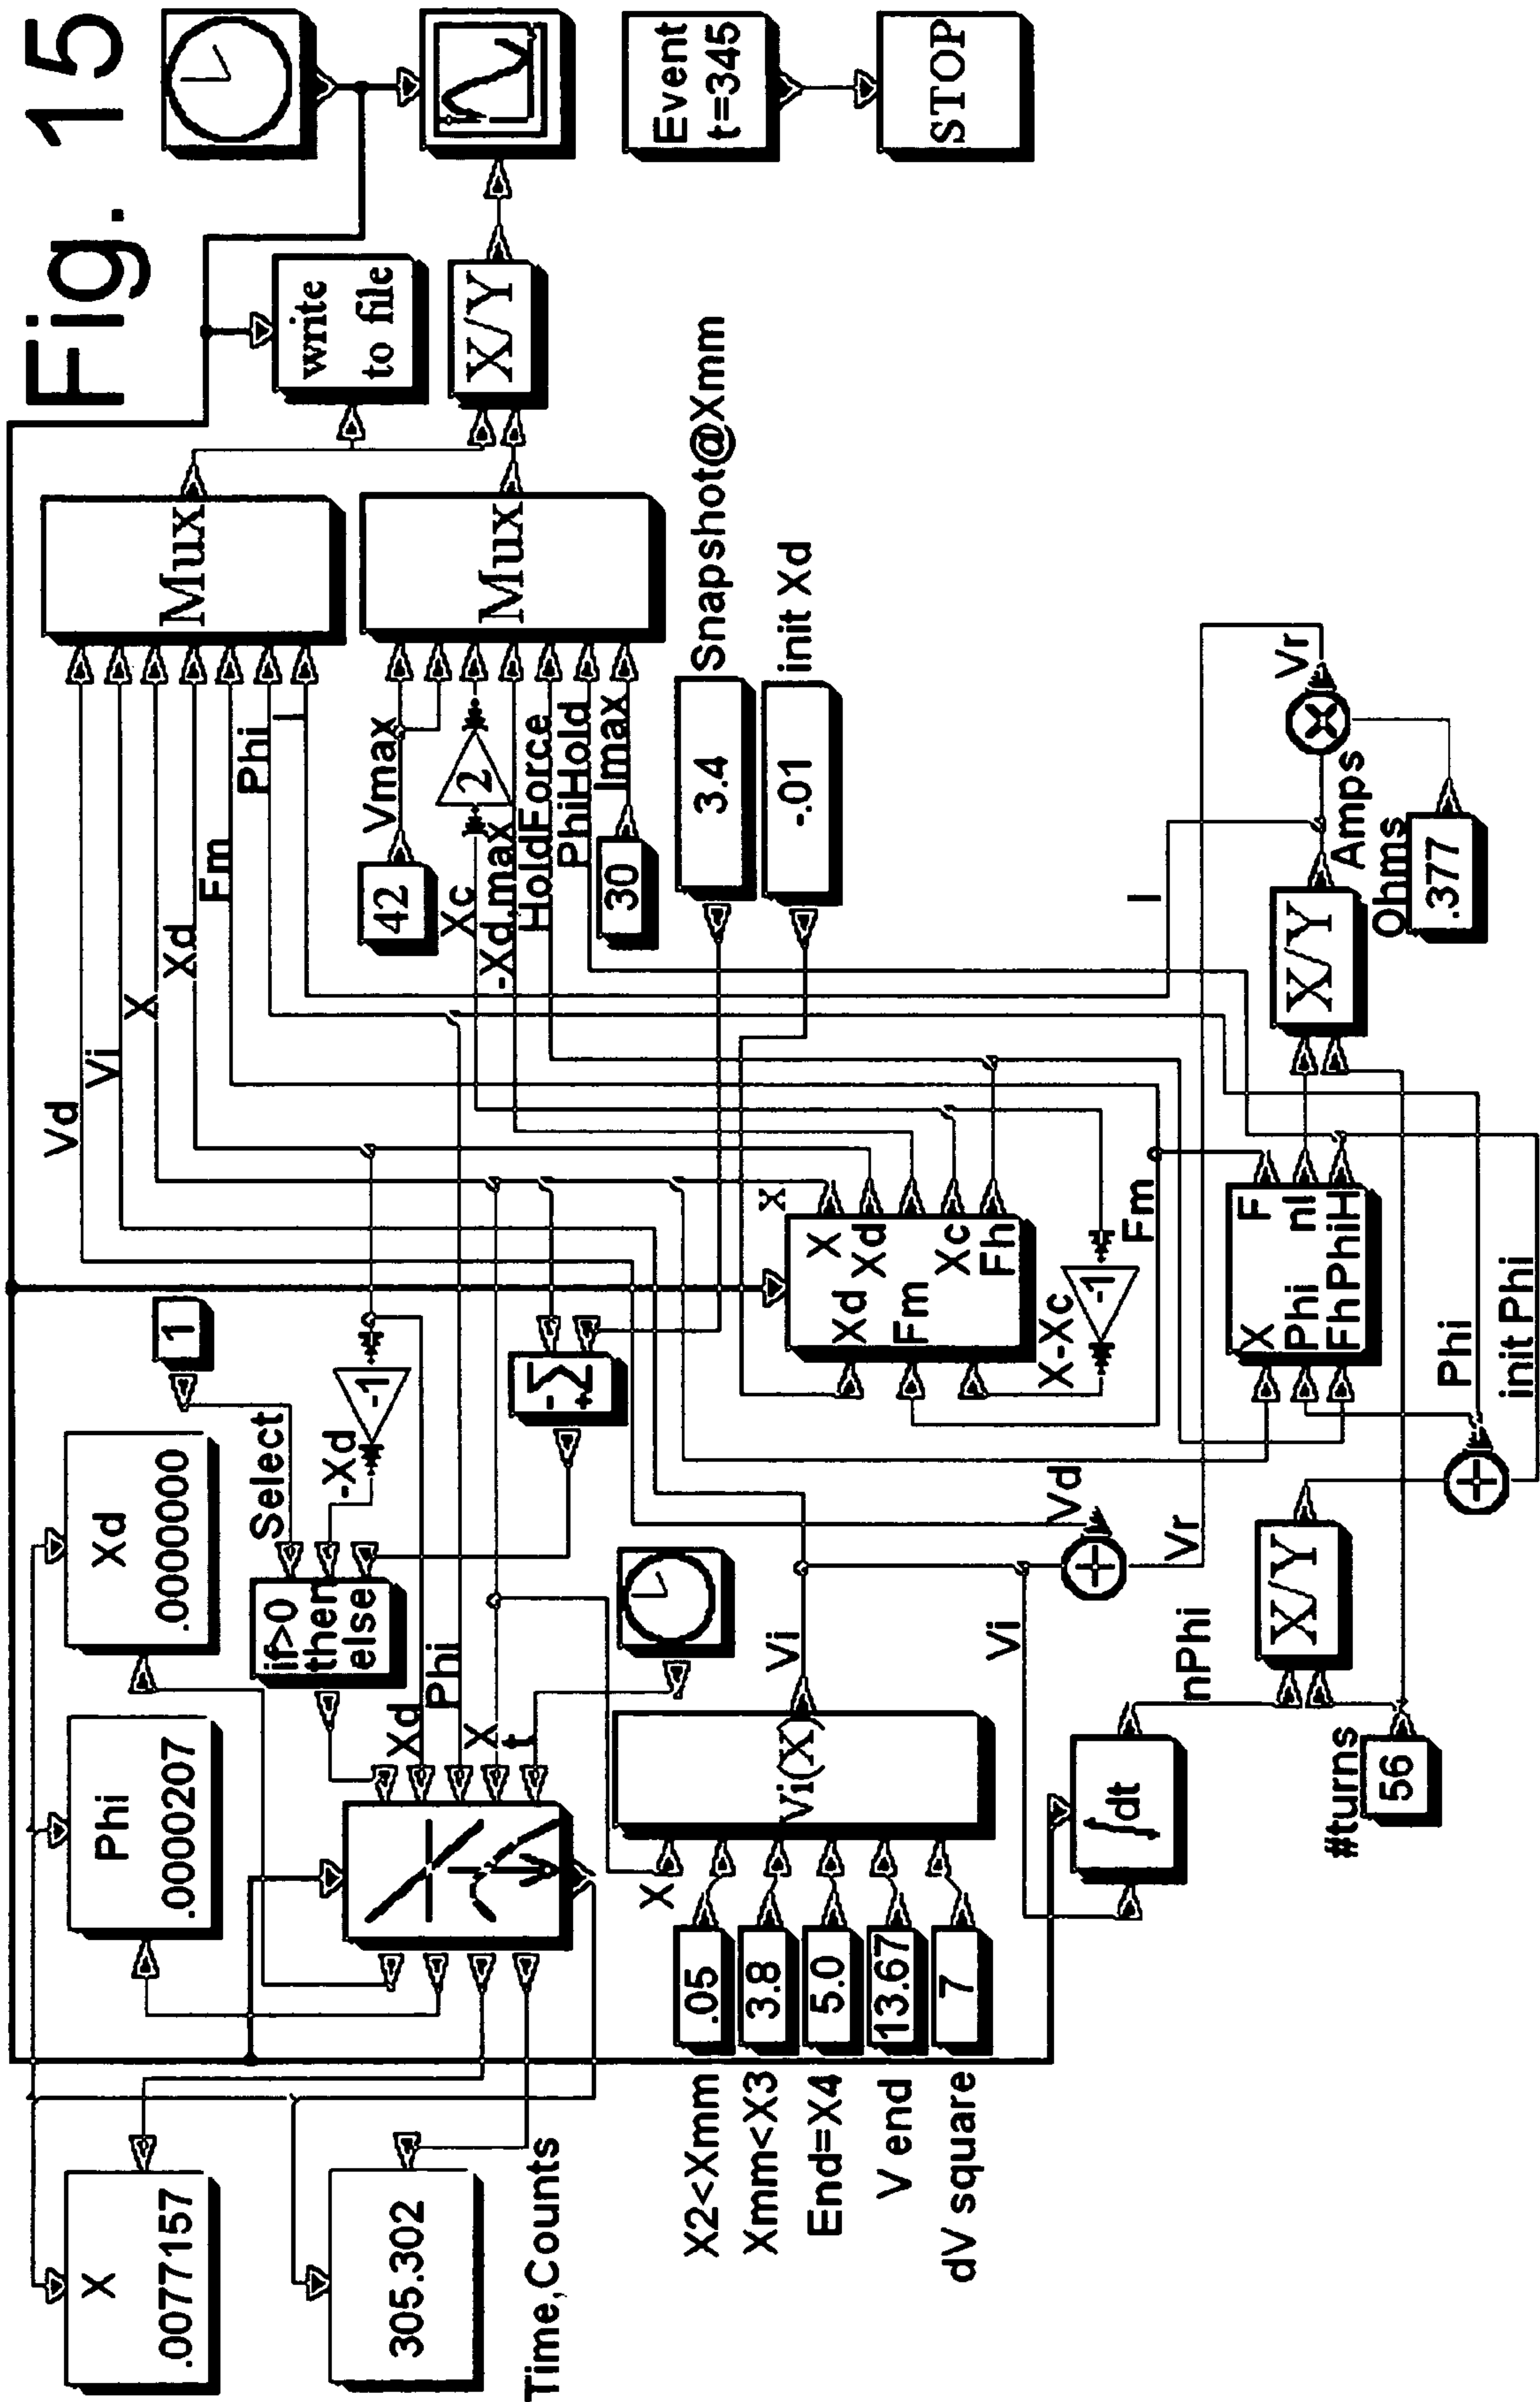 Fig. 15
X
.0077157
305.302
Time,Counts
Phi
.0000207
Xd
.0000000
1
Select
-Xd
-1
if>0
then
else
Xd
Phi
X
t
-Σ
+
Vd
Vi
X
Xd
Fm
Phi
I
Mux
write
to file
42
Vmax
Xc
2
-Xd,max
HoldForce
PhiHold
30
Imax
Mux
X/Y
Event
t=345
STOP
3.4
Snapshot@Xmm
-.01
init Xd
X2<Xmm
.05
Xmm<X3
3.8
End=X4
5.0
V end
13.67
dV square
7
X
Vi(X)
Vi
Vi
Vd
+
Vr
x
Xd
Fm
X
Xd
Xc
Fh
X-Xc
-1
Fm
∫dt
nPhi
#turns
56
X/Y
+
Phi
init Phi
X
Phi
FhPhiH
F
nI
X/Y
I
Amps
Ohms
.377
X
Vr